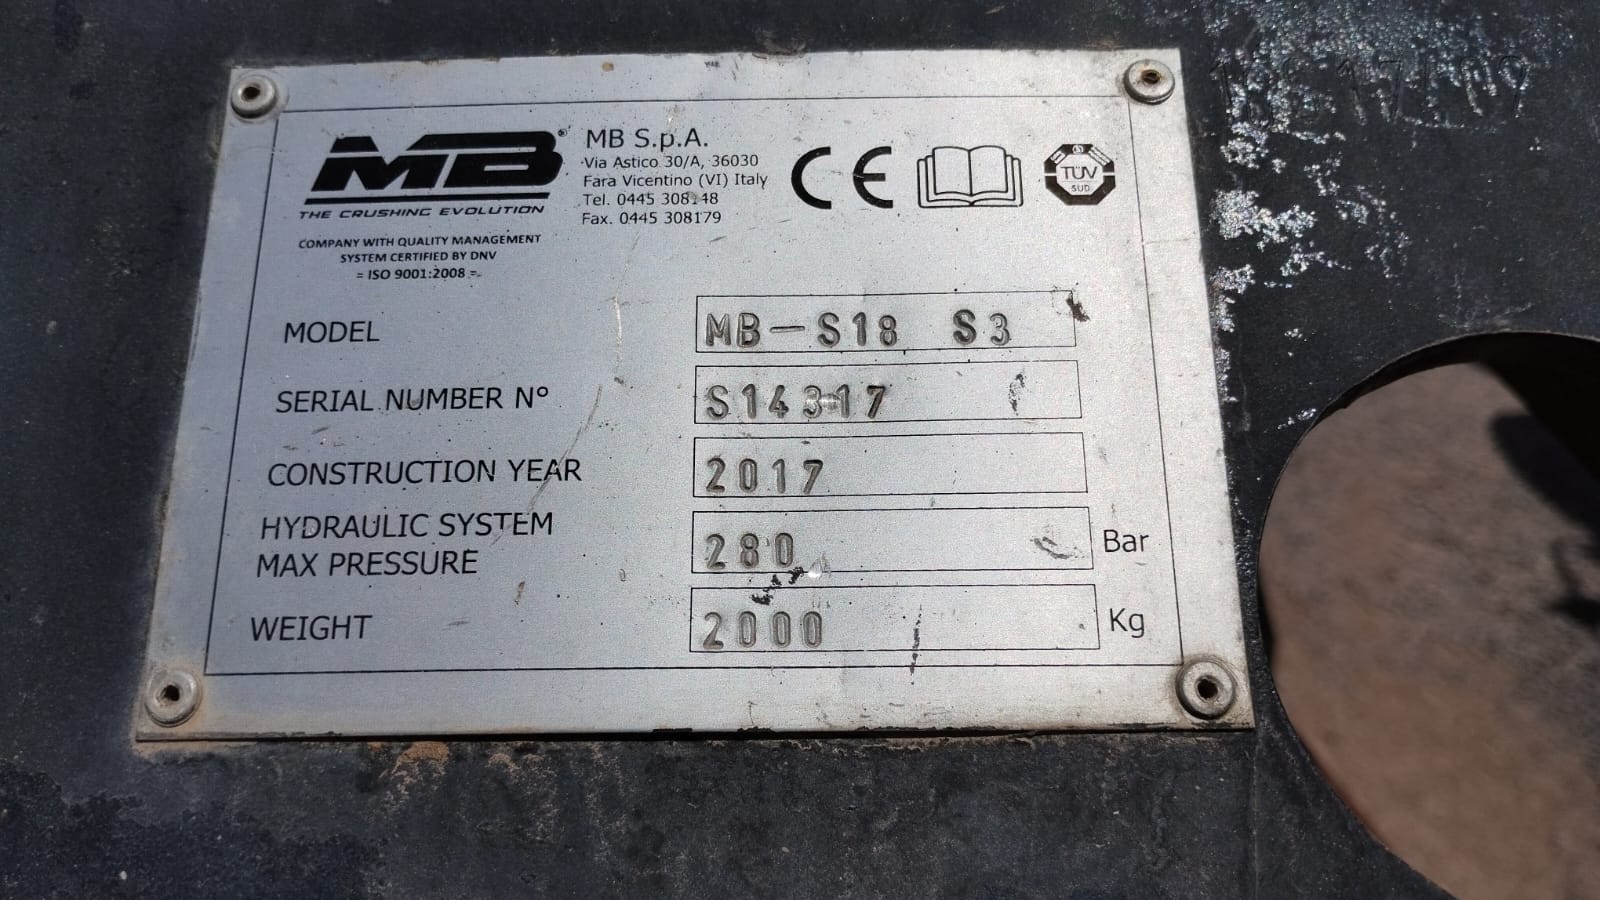 MB®
THE CRUSHING EVOLUTION
COMPANY WITH QUALITY MANAGEMENT
SYSTEM CERTIFIED BY DNV
= ISO 9001:2008 =
MB S.p.A.
Via Astico 30/A, 36030
Fara Vicentino (VI) Italy
Tel. 0445 308148
Fax. 0445 308179
CE
TÜV
SUD
MODEL MB-S18 S3
SERIAL NUMBER N° S14317
CONSTRUCTION YEAR 2017
HYDRAULIC SYSTEM
MAX PRESSURE 280 Bar
WEIGHT 2000 Kg